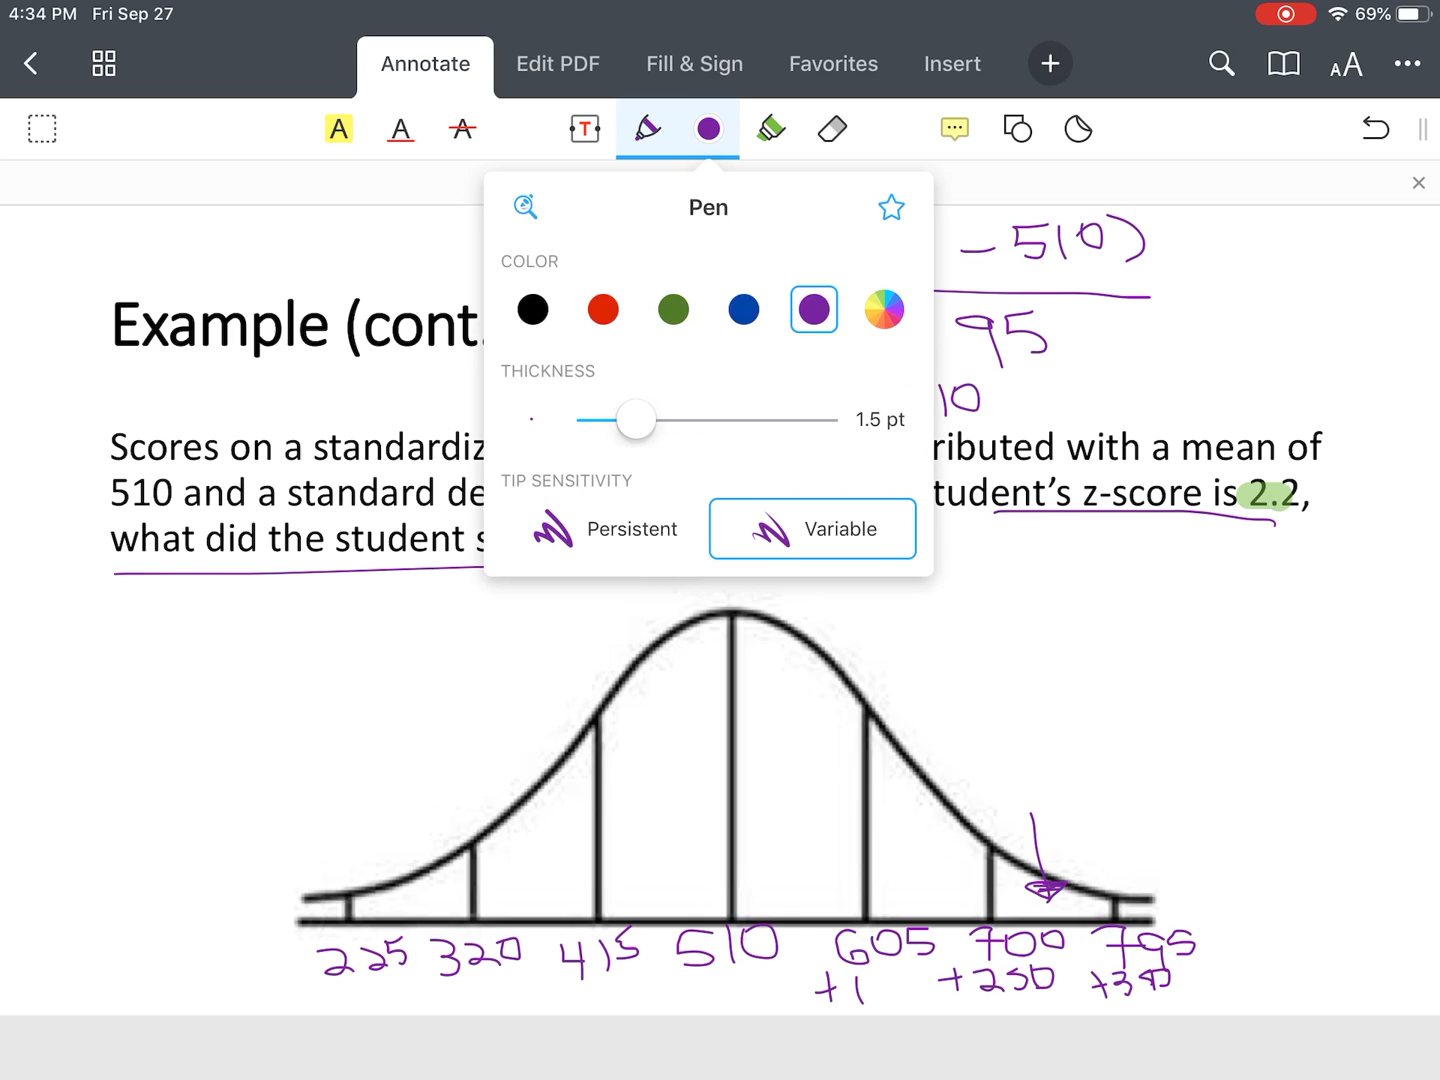 4:34 PM Fri Sep 27 69%
Annotate Edit PDF Fill & Sign Favorites Insert AA
A A A T
Pen
COLOR
- 510)
95
Example (cont.
THICKNESS
1.5 pt
10
Scores on a standardiz ributed with a mean of
510 and a standard de tudent's z-score is 2.2,
what did the student s
TIP SENSITIVITY
Persistent Variable
225 320 415 510 605 700 795
+1 +2SD +3SD